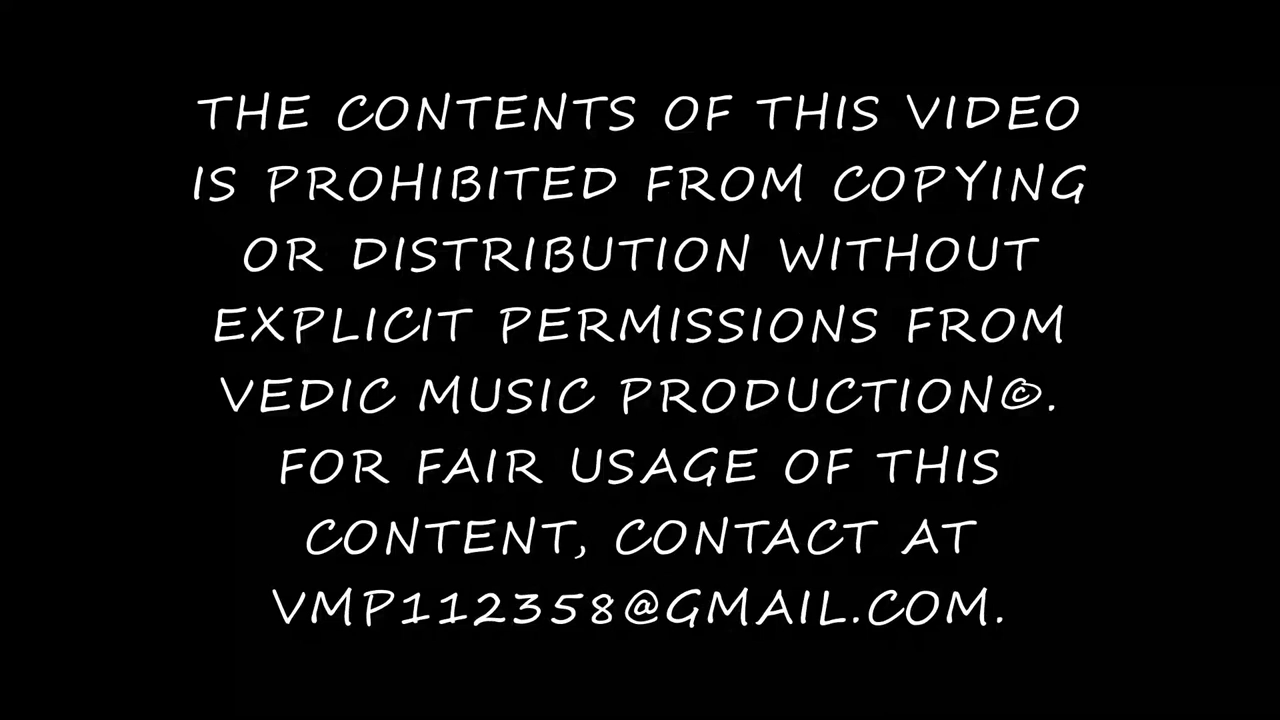 THE CONTENTS OF THIS VIDEO
IS PROHIBITED FROM COPYING
OR DISTRIBUTION WITHOUT
EXPLICIT PERMISSIONS FROM
VEDIC MUSIC PRODUCTION©.
FOR FAIR USAGE OF THIS
CONTENT, CONTACT AT
VMP112358@GMAIL.COM.